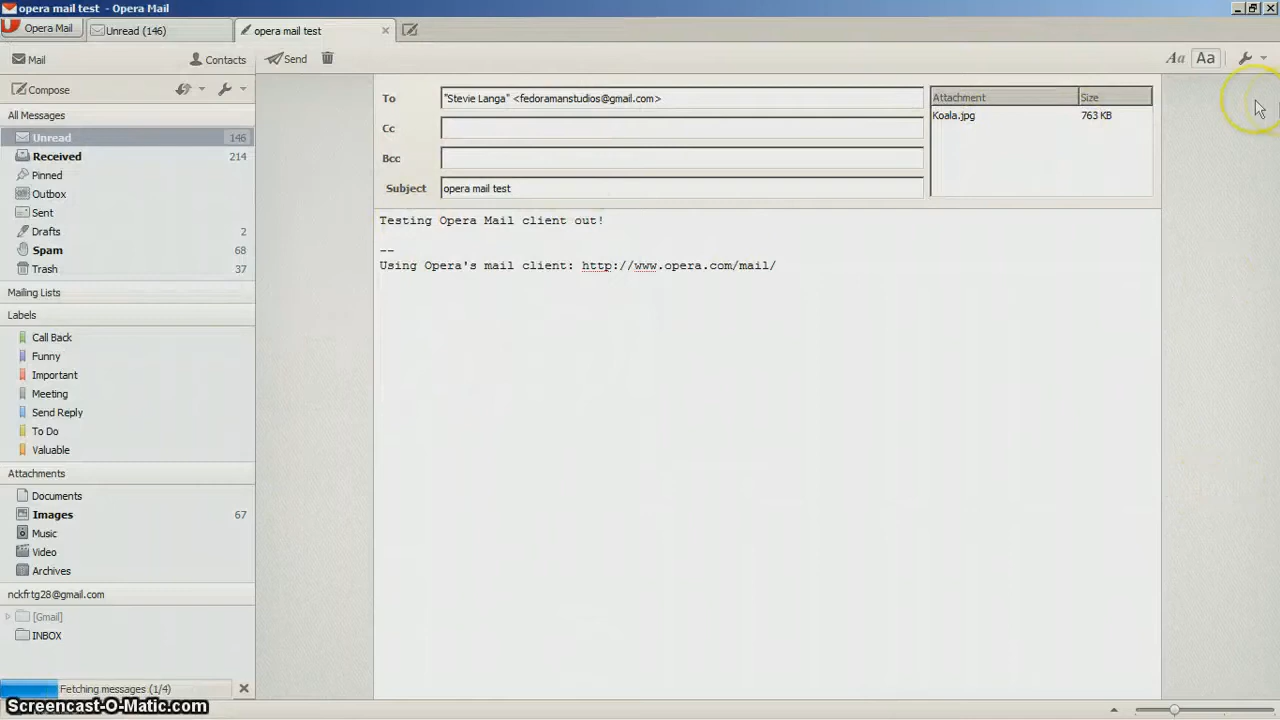 opera mail test - Opera Mail
Opera Mail
Unread (146)
opera mail test
Mail
Contacts
Send
Aa
Aa
Compose
All Messages
Unread 146
Received 214
Pinned
Outbox
Sent
Drafts 2
Spam 68
Trash 37
Mailing Lists
Labels
Call Back
Funny
Important
Meeting
Send Reply
To Do
Valuable
Attachments
Documents
Images 67
Music
Video
Archives
nckfrtg28@gmail.com
[Gmail]
INBOX
Fetching messages (1/4)
To "Stevie Langa" <fedoramanstudios@gmail.com>
Cc
Bcc
Subject opera mail test
Attachment Size
Koala.jpg 763 KB
Testing Opera Mail client out!
--
Using Opera's mail client: http://www.opera.com/mail/
Screencast-O-Matic.com